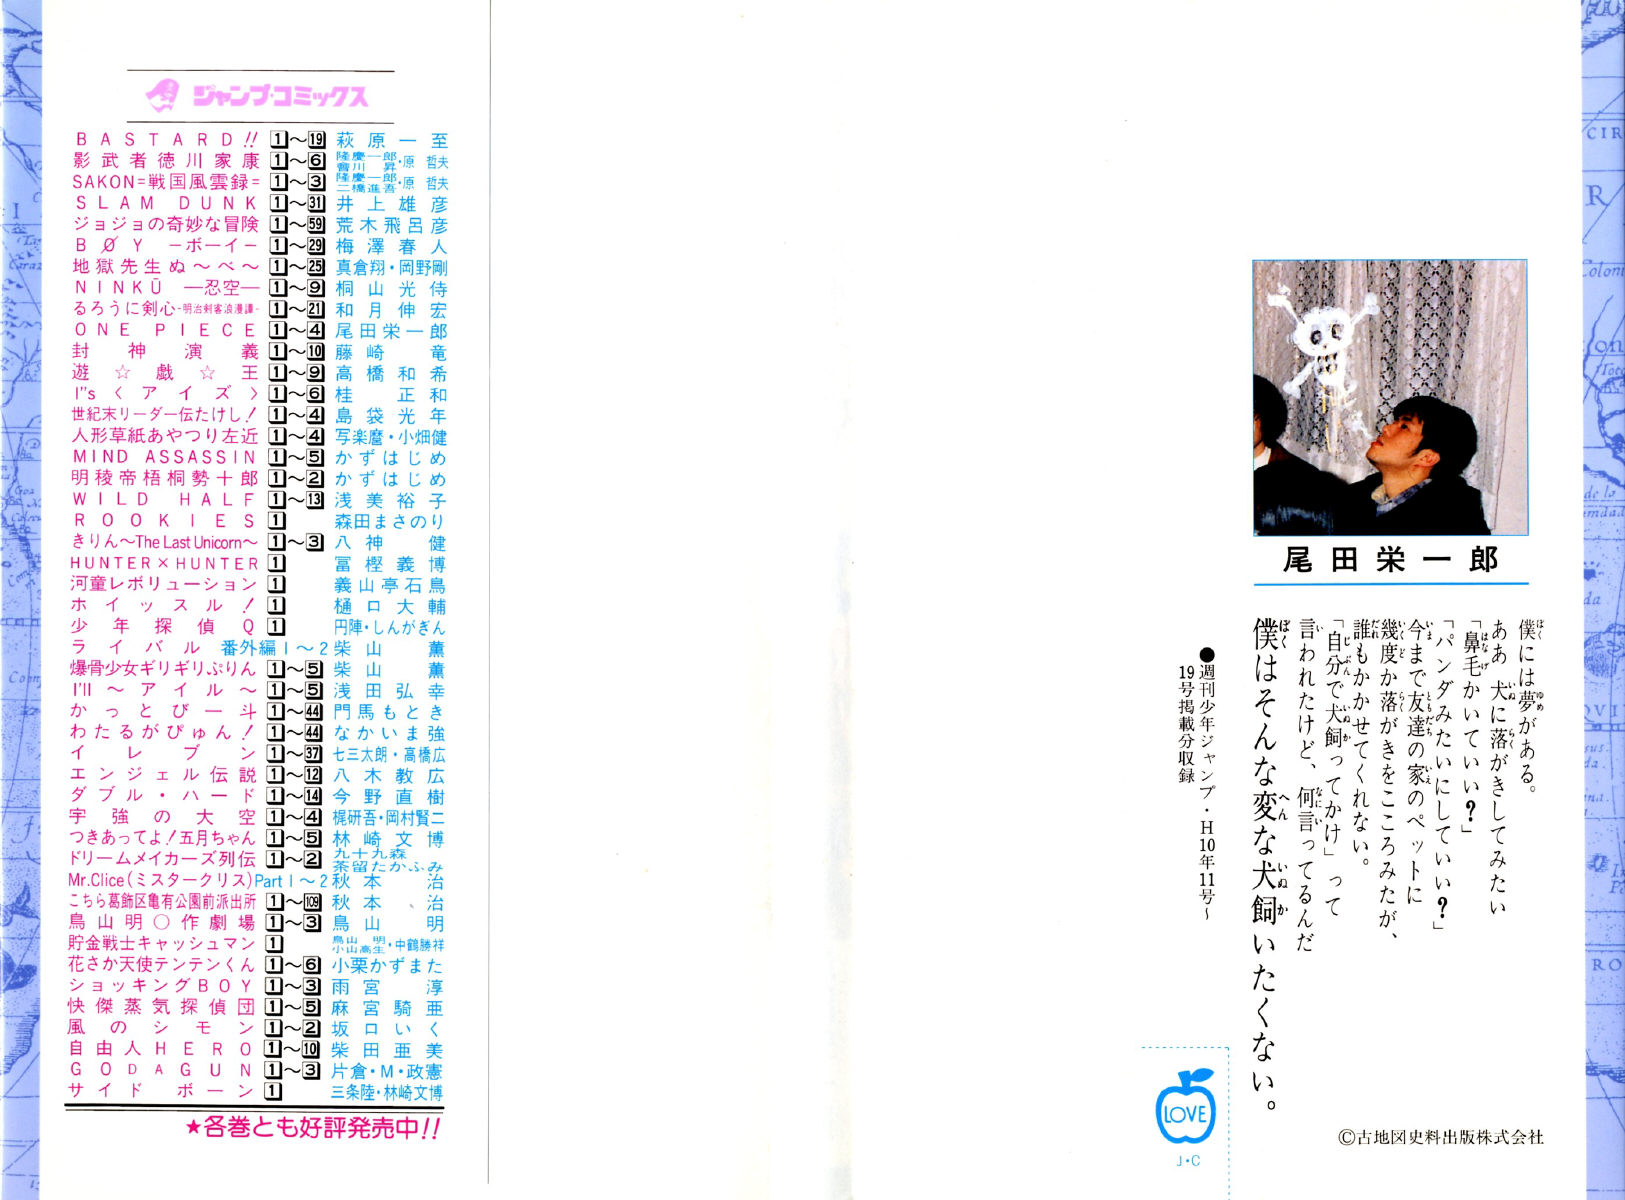 ジャンプ・コミックス
BASTARD!! 1〜19 萩原一至
影武者徳川家康 1〜6 隆慶一郎 會川昇・原哲夫
SAKON=戦国風雲録= 1〜3 隆慶一郎 二橋進吾・原哲夫
SLAM DUNK 1〜31 井上雄彦
ジョジョの奇妙な冒険 1〜59 荒木飛呂彦
BØY −ボーイ− 1〜29 梅澤春人
地獄先生ぬ〜べ〜 1〜25 真倉翔・岡野剛
NINKŪ —忍空— 1〜9 桐山光侍
るろうに剣心-明治剣客浪漫譚- 1〜21 和月伸宏
ONE PIECE 1〜4 尾田栄一郎
封神演義 1〜10 藤崎竜
遊☆戯☆王 1〜9 高橋和希
I"s〈アイズ〉 1〜6 桂正和
世紀末リーダー伝たけし! 1〜4 島袋光年
人形草紙あやつり左近 1〜4 写楽麿・小畑健
MIND ASSASSIN 1〜5 かずはじめ
明稜帝梧桐勢十郎 1〜2 かずはじめ
WILD HALF 1〜13 浅美裕子
ROOKIES 1 森田まさのり
きりん〜The Last Unicorn〜 1〜3 八神健
HUNTER×HUNTER 1 冨樫義博
河童レボリューション 1 義山亭石鳥
ホイッスル! 1 樋口大輔
少年探偵Q 1 円陣・しんがぎん
ライバル 番外編1〜2 柴山薫
爆骨少女ギリギリぷりん 1〜5 柴山薫
I'll〜アイル〜 1〜5 浅田弘幸
かっとび一斗 1〜44 門馬もとき
わたるがぴゅん! 1〜44 なかいま強
イレブン 1〜37 七三太朗・高橋広
エンジェル伝説 1〜12 八木教広
ダブル・ハード 1〜14 今野直樹
宇強の大空 1〜4 梶研吾・岡村賢二
つきあってよ!五月ちゃん 1〜5 林崎文博
ドリームメイカーズ列伝 1〜2 九十九森 茶留たかふみ
Mr.Clice(ミスタークリス) Part1〜2 秋本治
こちら葛飾区亀有公園前派出所 1〜109 秋本治
鳥山明○作劇場 1〜3 鳥山明
貯金戦士キャッシュマン 1 鳥山明 小山高生・中鶴勝祥
花さか天使テンテンくん 1〜6 小栗かずまた
ショッキングBOY 1〜3 雨宮淳
快傑蒸気探偵団 1〜5 麻宮騎亜
風のシモン 1〜2 坂口いく
自由人HERO 1〜10 柴田亜美
GODAGUN 1〜3 片倉・M・政憲
サイドボーン 1 三条陸・林崎文博
★各巻とも好評発売中!!
尾田栄一郎
僕には夢がある。
ああ 犬に落がきしてみたい
「鼻毛かいていい?」
「パンダみたいにしていい?」
今まで友達の家のペットに
幾度か落がきをこころみたが、
誰もかかせてくれない。
「自分で犬飼ってかけ」って
言われたけど、何言ってるんだ
僕はそんな変な犬飼いたくない。
●週刊少年ジャンプ・H10年11号〜
19号掲載分収録
LOVE
J・C
©古地図史料出版株式会社